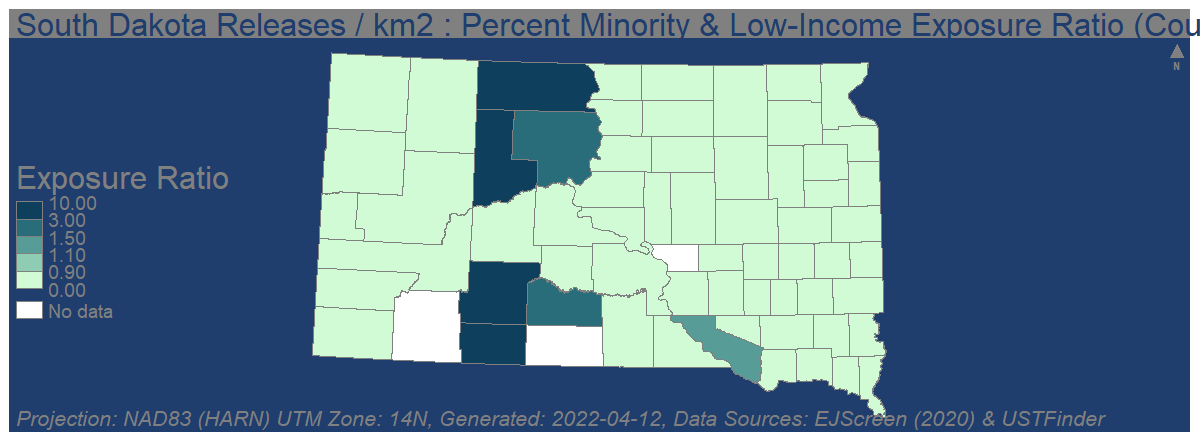 South Dakota Releases / km2 : Percent Minority & Low-Income Exposure Ratio (Cou
N
Exposure Ratio
10.00
3.00
1.50
1.10
0.90
0.00
No data
Projection: NAD83 (HARN) UTM Zone: 14N, Generated: 2022-04-12, Data Sources: EJScreen (2020) & USTFinder